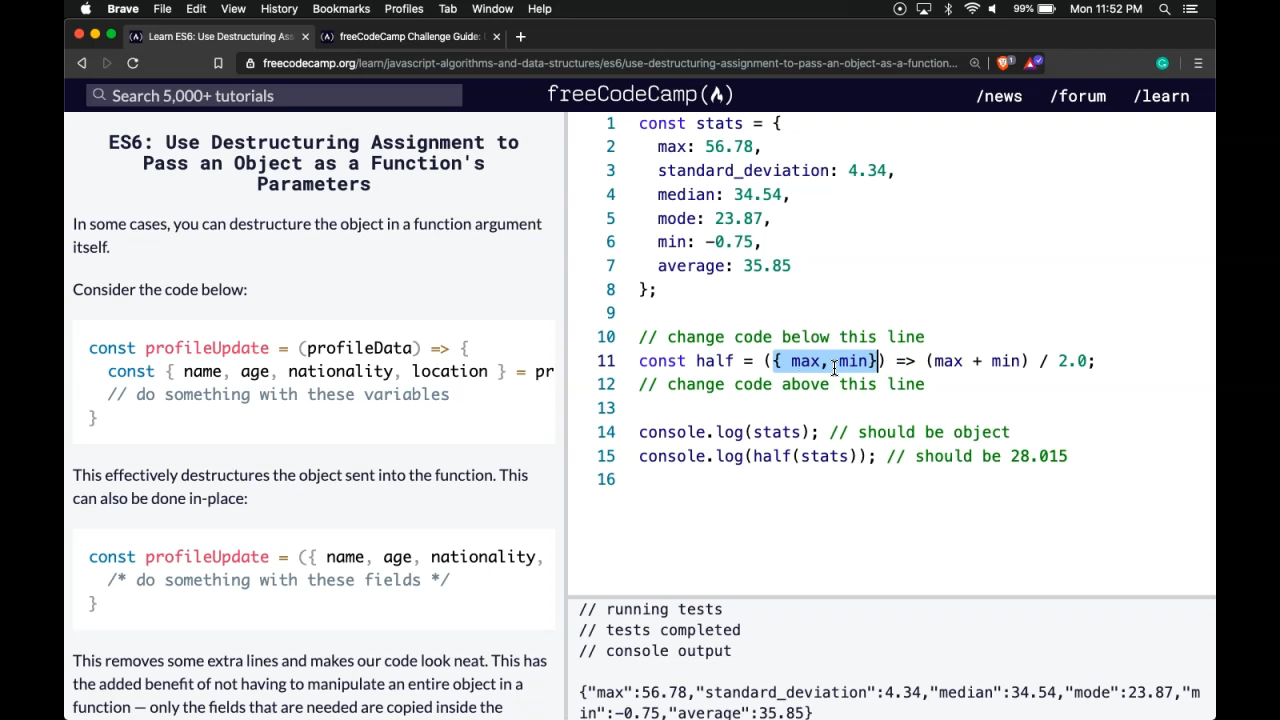 Brave File Edit View History Bookmarks Profiles Tab Window Help 99% Mon 11:52 PM
Learn ES6: Use Destructuring Ass freeCodeCamp Challenge Guide:
freecodecamp.org/learn/javascript-algorithms-and-data-structures/es6/use-destructuring-assignment-to-pass-an-object-as-a-function... 1
Search 5,000+ tutorials freeCodeCamp /news /forum /learn
ES6: Use Destructuring Assignment to
Pass an Object as a Function's
Parameters
In some cases, you can destructure the object in a function argument
itself.
Consider the code below:
const profileUpdate = (profileData) => {
const { name, age, nationality, location } = pr
// do something with these variables
}
This effectively destructures the object sent into the function. This
can also be done in-place:
const profileUpdate = ({ name, age, nationality,
/* do something with these fields */
}
This removes some extra lines and makes our code look neat. This has
the added benefit of not having to manipulate an entire object in a
function — only the fields that are needed are copied inside the
1 const stats = {
2 max: 56.78,
3 standard_deviation: 4.34,
4 median: 34.54,
5 mode: 23.87,
6 min: -0.75,
7 average: 35.85
8 };
9
10 // change code below this line
11 const half = ({ max, min}) => (max + min) / 2.0;
12 // change code above this line
13
14 console.log(stats); // should be object
15 console.log(half(stats)); // should be 28.015
16
// running tests
// tests completed
// console output
{"max":56.78,"standard_deviation":4.34,"median":34.54,"mode":23.87,"m
in":-0.75,"average":35.85}